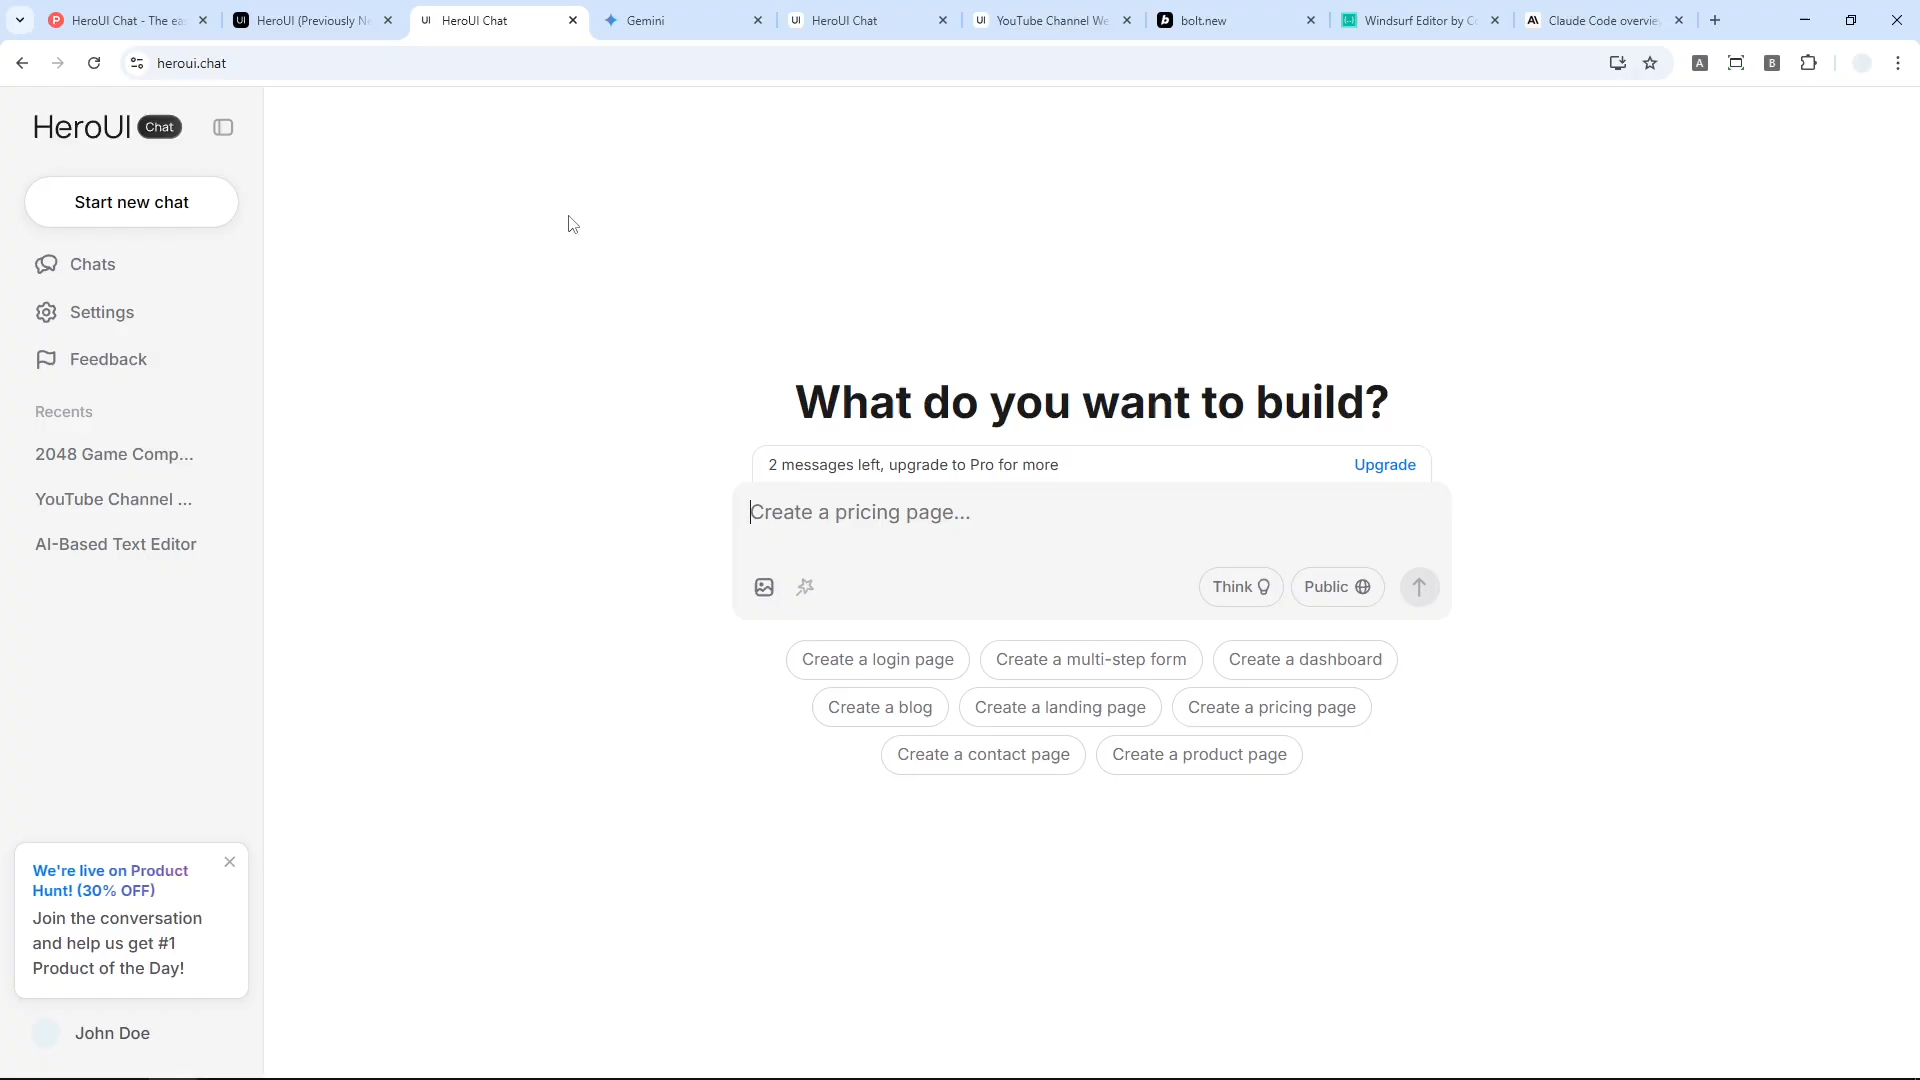 HeroUI Chat - The ea
HeroUI (Previously Ne
HeroUI Chat
Gemini
HeroUI Chat
YouTube Channel We
bolt.new
Windsurf Editor by Co
Claude Code overvie
heroui.chat
A
B
HeroUI Chat
Start new chat
Chats
Settings
Feedback
Recents
2048 Game Comp...
YouTube Channel ...
AI-Based Text Editor
We're live on Product
Hunt! (30% OFF)
Join the conversation
and help us get #1
Product of the Day!
John Doe
What do you want to build?
2 messages left, upgrade to Pro for more
Upgrade
Create a pricing page...
Think
Public
Create a login page
Create a multi-step form
Create a dashboard
Create a blog
Create a landing page
Create a pricing page
Create a contact page
Create a product page